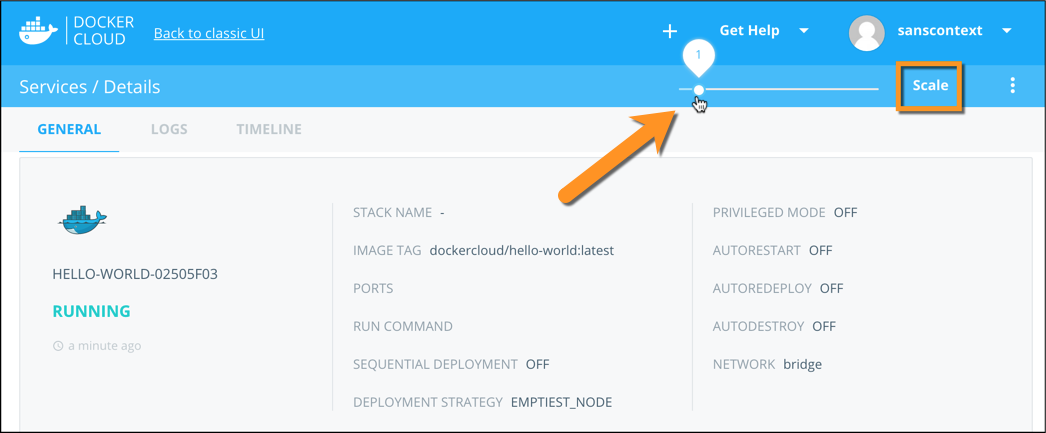 DOCKER
CLOUD
Back to classic UI
+ Get Help sanscontext
1
Services / Details
Scale
GENERAL LOGS TIMELINE
HELLO-WORLD-02505F03
RUNNING
a minute ago
STACK NAME -
IMAGE TAG dockercloud/hello-world:latest
PORTS
RUN COMMAND
SEQUENTIAL DEPLOYMENT OFF
DEPLOYMENT STRATEGY EMPTIEST_NODE
PRIVILEGED MODE OFF
AUTORESTART OFF
AUTOREDEPLOY OFF
AUTODESTROY OFF
NETWORK bridge